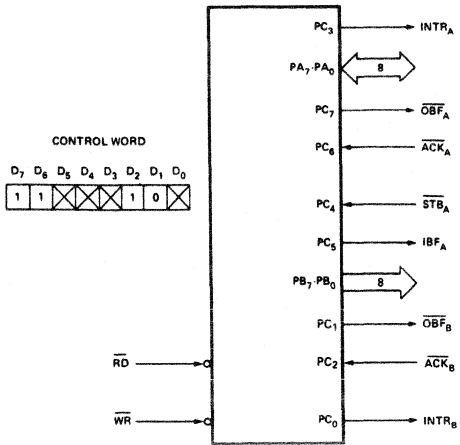 PC3 INTRA
PA7-PA0 8
PC7 OBFA
CONTROL WORD
PC6 ACKA
D7 D6 D5 D4 D3 D2 D1 D0
1 1 1 0
PC4 STBA
PC5 IBFA
PB7-PB0 8
PC1 OBFB
RD PC2 ACKB
WR PC0 INTRB